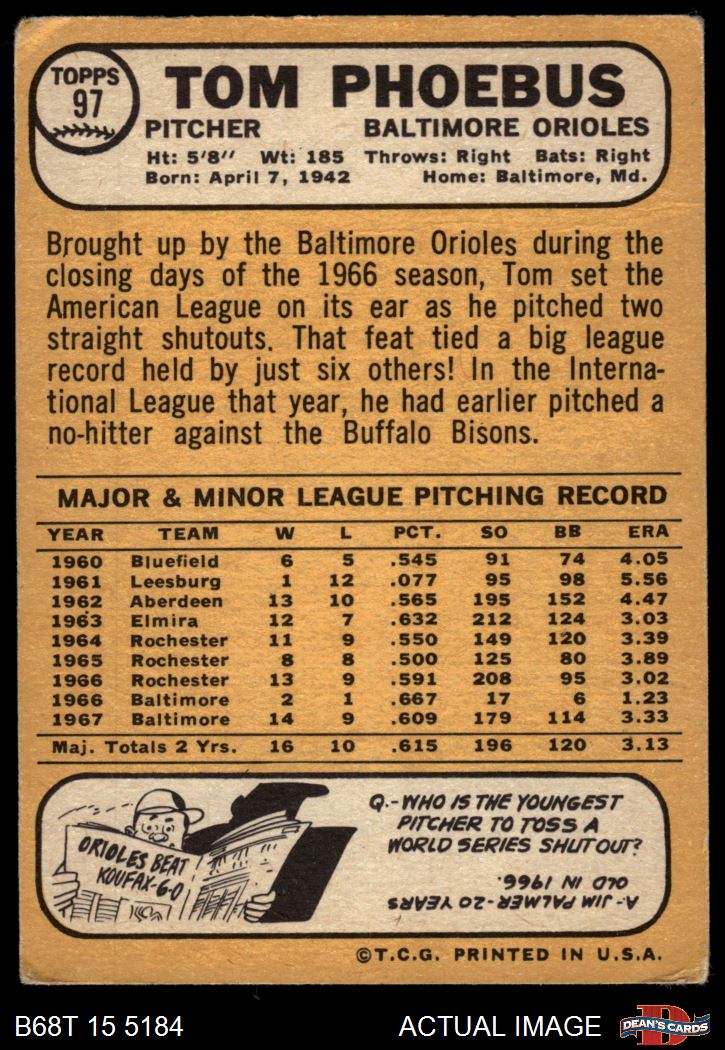 TOPPS
97
TOM PHOEBUS
PITCHER BALTIMORE ORIOLES
Ht: 5'8'' Wt: 185 Throws: Right Bats: Right
Born: April 7, 1942 Home: Baltimore, Md.
Brought up by the Baltimore Orioles during the
closing days of the 1966 season, Tom set the
American League on its ear as he pitched two
straight shutouts. That feat tied a big league
record held by just six others! In the Interna-
tional League that year, he had earlier pitched a
no-hitter against the Buffalo Bisons.
MAJOR & MINOR LEAGUE PITCHING RECORD
YEAR TEAM W L PCT. SO BB ERA
1960 Bluefield 6 5 .545 91 74 4.05
1961 Leesburg 1 12 .077 95 98 5.56
1962 Aberdeen 13 10 .565 195 152 4.47
1963 Elmira 12 7 .632 212 124 3.03
1964 Rochester 11 9 .550 149 120 3.39
1965 Rochester 8 8 .500 125 80 3.89
1966 Rochester 13 9 .591 208 95 3.02
1966 Baltimore 2 1 .667 17 6 1.23
1967 Baltimore 14 9 .609 179 114 3.33
Maj. Totals 2 Yrs. 16 10 .615 196 120 3.13
ORIOLES BEAT
KOUFAX-6-0
Q.-WHO IS THE YOUNGEST
PITCHER TO TOSS A
WORLD SERIES SHUTOUT?
A.-JIM PALMER-20 YEARS
OLD IN 1966.
©T.C.G. PRINTED IN U.S.A.
B68T 15 5184 ACTUAL IMAGE
D
DEAN'S CARDS